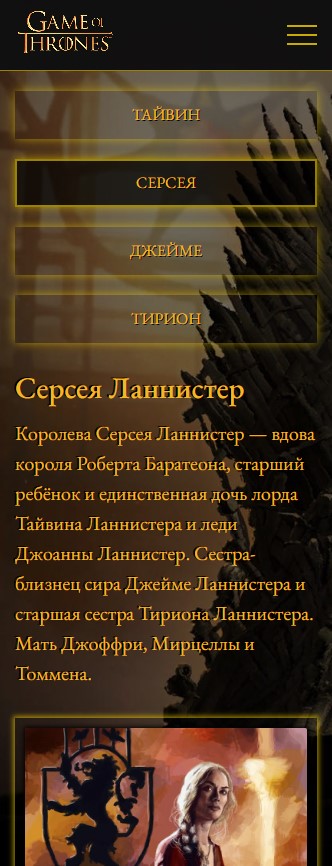 GAME OF
THRONES
ТАЙВИН
СЕРСЕЯ
ДЖЕЙМЕ
ТИРИОН
Серсея Ланнистер
Королева Серсея Ланнистер — вдова
короля Роберта Баратеона, старший
ребёнок и единственная дочь лорда
Тайвина Ланнистера и леди
Джоанны Ланнистер. Сестра-
близнец сира Джейме Ланнистера и
старшая сестра Тириона Ланнистера.
Мать Джоффри, Мирцеллы и
Томмена.